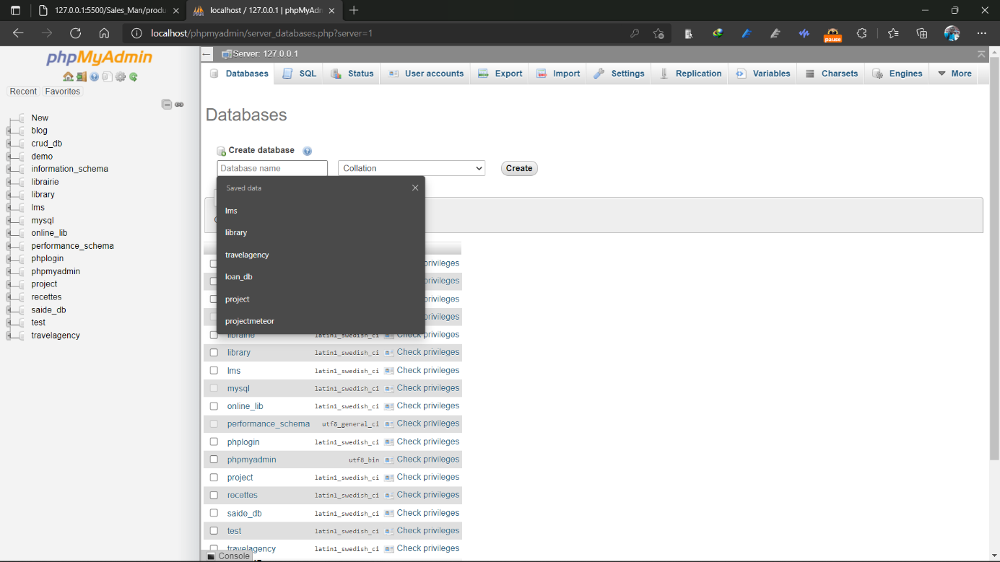 127.0.0.1:5500/Sales_Man/produ
localhost / 127.0.0.1 | phpMyAdm
localhost/phpmyadmin/server_databases.php?server=1
pause
phpMyAdmin
Recent Favorites
New
blog
crud_db
demo
information_schema
librairie
library
lms
mysql
online_lib
performance_schema
phplogin
phpmyadmin
project
recettes
saide_db
test
travelagency
Server: 127.0.0.1
Databases SQL Status User accounts Export Import Settings Replication Variables Charsets Engines More
Databases
Create database
Database name Collation Create
Saved data
lms
library
travelagency
loan_db
project
projectmeteor
privileges
privileges
privileges
privileges
librairie latin1_swedish_ci Check privileges
library latin1_swedish_ci Check privileges
lms latin1_swedish_ci Check privileges
mysql latin1_swedish_ci Check privileges
online_lib latin1_swedish_ci Check privileges
performance_schema utf8_general_ci Check privileges
phplogin latin1_swedish_ci Check privileges
phpmyadmin utf8_bin Check privileges
project latin1_swedish_ci Check privileges
recettes latin1_swedish_ci Check privileges
saide_db latin1_swedish_ci Check privileges
test latin1_swedish_ci Check privileges
travelagency latin1_swedish_ci Check privileges
Console